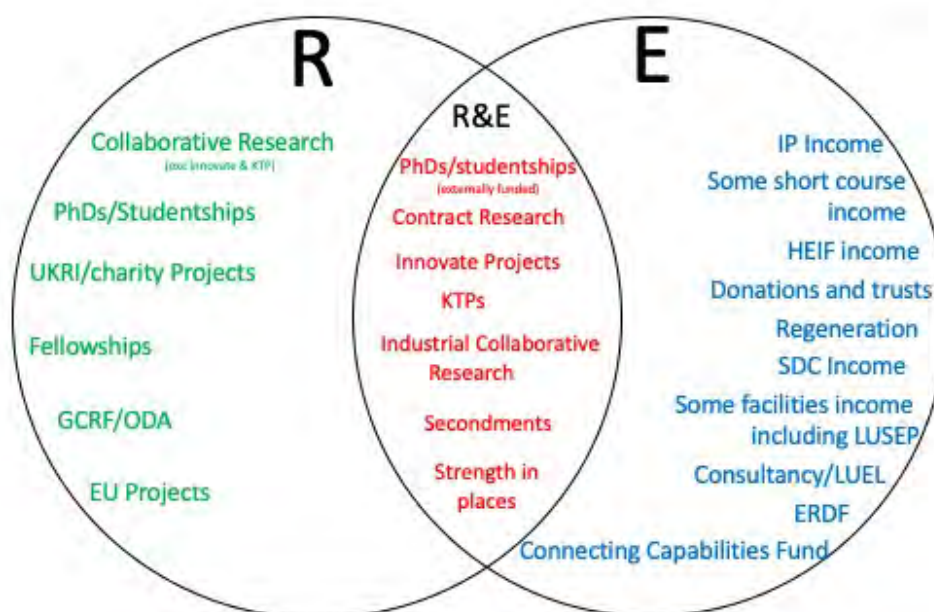 R
E
R&E
Collaborative Research
(exc Innovate & KTP)
PhDs/Studentships
UKRI/charity Projects
Fellowships
GCRF/ODA
EU Projects
PhDs/studentships
(externally funded)
Contract Research
Innovate Projects
KTPs
Industrial Collaborative
Research
Secondments
Strength in
places
IP Income
Some short course
income
HEIF income
Donations and trusts
Regeneration
SDC Income
Some facilities income
including LUSEP
Consultancy/LUEL
ERDF
Connecting Capabilities Fund